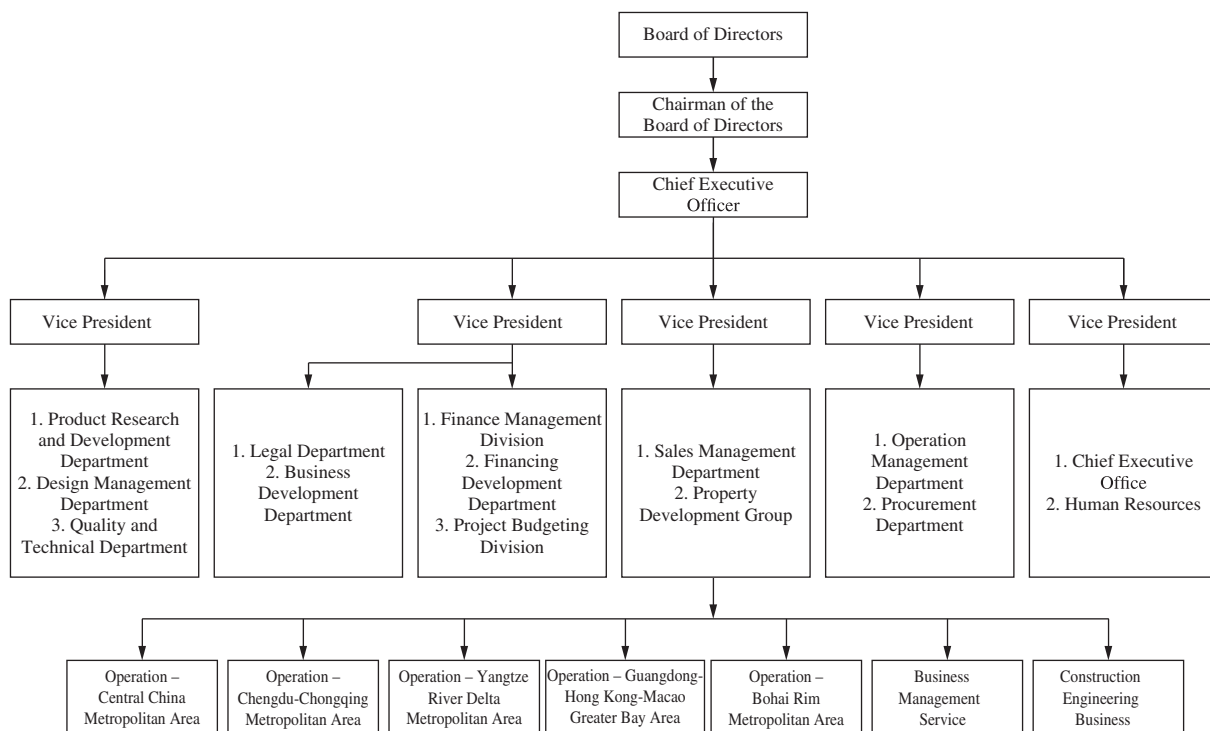 Board of Directors
Chairman of the
Board of Directors
Chief Executive
Officer
Vice President
Vice President
Vice President
Vice President
Vice President
1. Product Research
and Development
Department
2. Design Management
Department
3. Quality and
Technical Department
1. Legal Department
2. Business
Development
Department
1. Finance Management
Division
2. Financing
Development
Department
3. Project Budgeting
Division
1. Sales Management
Department
2. Property
Development Group
1. Operation
Management
Department
2. Procurement
Department
1. Chief Executive
Office
2. Human Resources
Operation –
Central China
Metropolitan Area
Operation –
Chengdu-Chongqing
Metropolitan Area
Operation – Yangtze
River Delta
Metropolitan Area
Operation – Guangdong-
Hong Kong-Macao
Greater Bay Area
Operation –
Bohai Rim
Metropolitan Area
Business
Management
Service
Construction
Engineering
Business